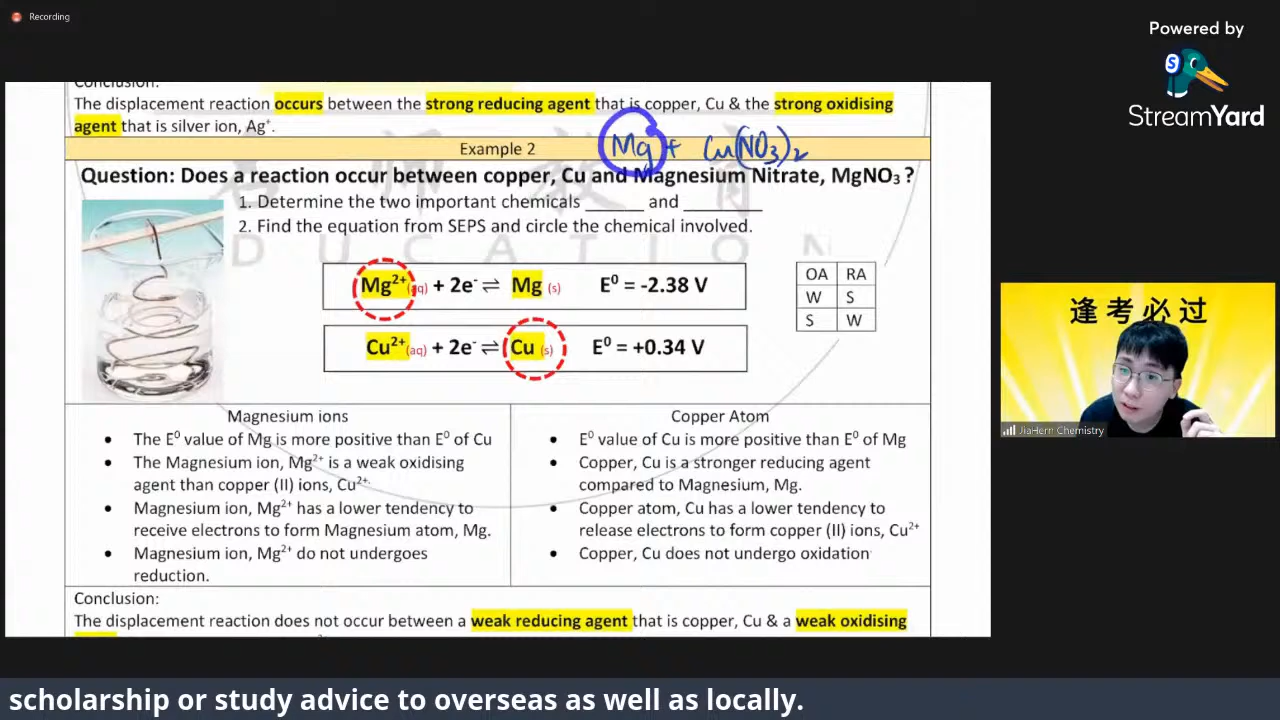 Recording
Powered by
StreamYard
Conclusion:
The displacement reaction occurs between the strong reducing agent that is copper, Cu & the strong oxidising
agent that is silver ion, Ag⁺.
Example 2
Mg + Cu(NO₃)₂
Question: Does a reaction occur between copper, Cu and Magnesium Nitrate, MgNO₃ ?
1. Determine the two important chemicals ______ and ________
2. Find the equation from SEPS and circle the chemical involved.
Mg²⁺(aq) + 2e⁻ ⇌ Mg (s) E⁰ = -2.38 V
Cu²⁺(aq) + 2e⁻ ⇌ Cu (s) E⁰ = +0.34 V
OA RA
W S
S W
Magnesium ions
• The E⁰ value of Mg is more positive than E⁰ of Cu
• The Magnesium ion, Mg²⁺ is a weak oxidising
agent than copper (II) ions, Cu²⁺.
• Magnesium ion, Mg²⁺ has a lower tendency to
receive electrons to form Magnesium atom, Mg.
• Magnesium ion, Mg²⁺ do not undergoes
reduction.
Copper Atom
• E⁰ value of Cu is more positive than E⁰ of Mg
• Copper, Cu is a stronger reducing agent
compared to Magnesium, Mg.
• Copper atom, Cu has a lower tendency to
release electrons to form copper (II) ions, Cu²⁺
• Copper, Cu does not undergo oxidation
Conclusion:
The displacement reaction does not occur between a weak reducing agent that is copper, Cu & a weak oxidising
師 教 育
DUCATION
逢考必过
JiaHern Chemistry
scholarship or study advice to overseas as well as locally.